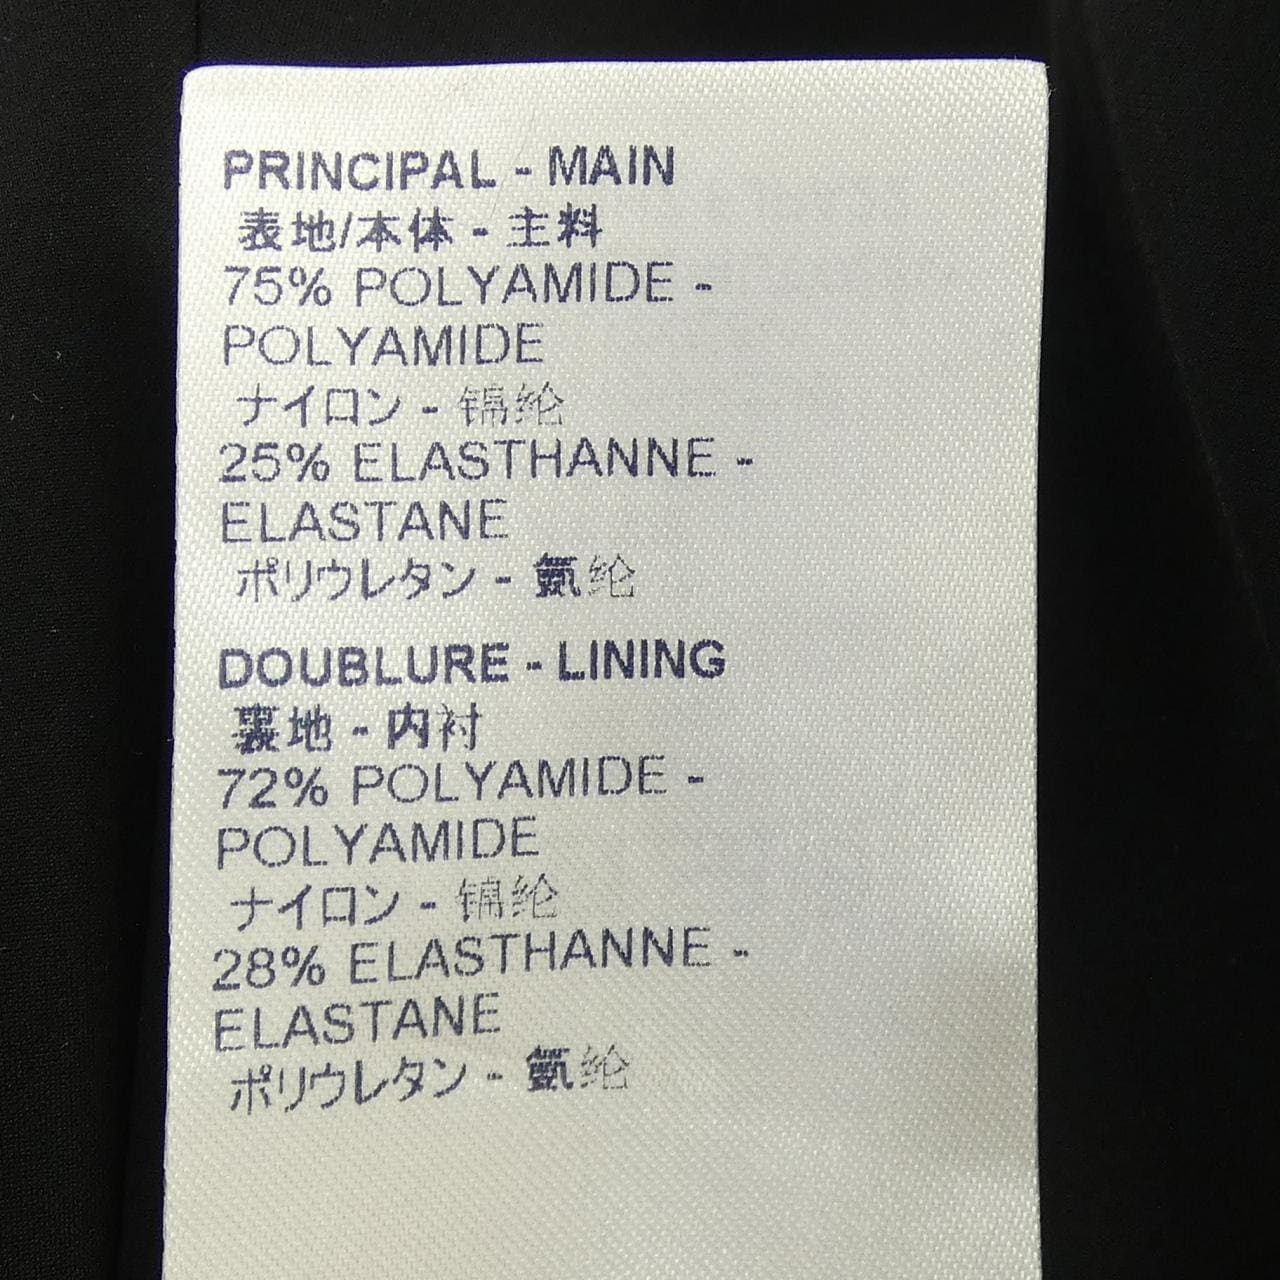 PRINCIPAL - MAIN
表地/本体 - 主料
75% POLYAMIDE -
POLYAMIDE
ナイロン - 锦纶
25% ELASTHANNE -
ELASTANE
ポリウレタン - 氨纶
DOUBLURE - LINING
裏地 - 内衬
72% POLYAMIDE -
POLYAMIDE
ナイロン - 锦纶
28% ELASTHANNE -
ELASTANE
ポリウレタン - 氨纶